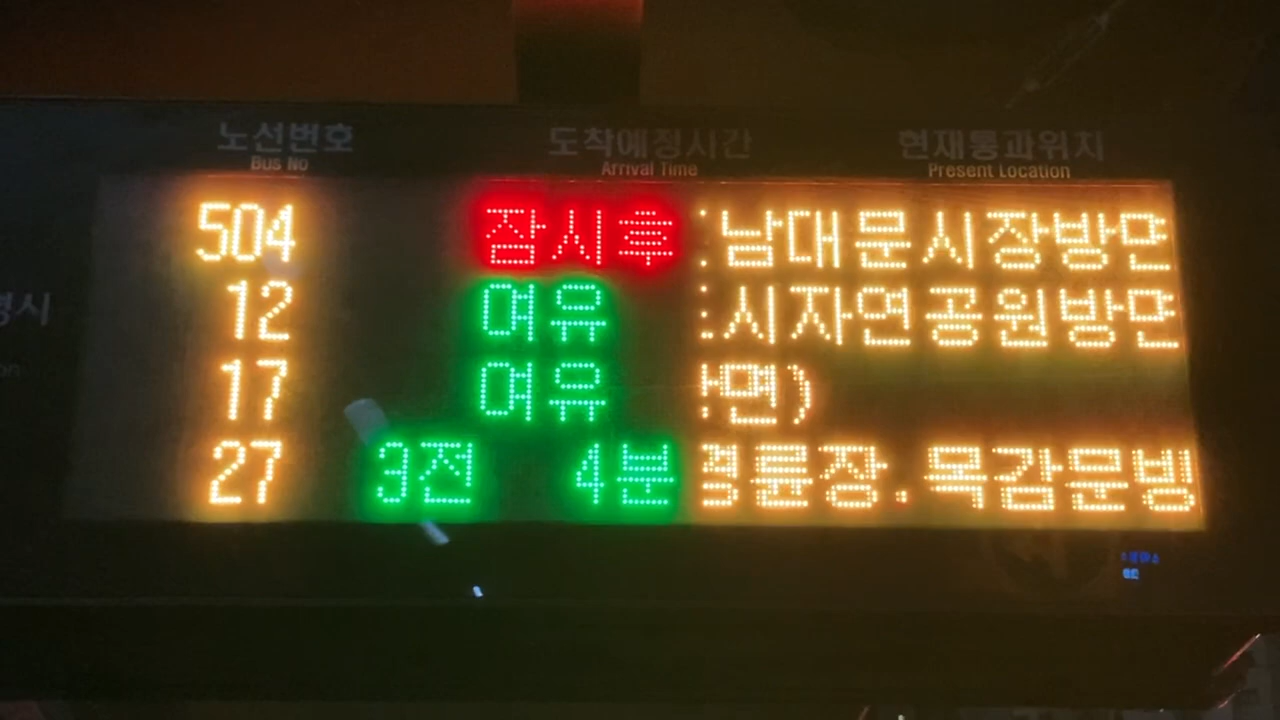 노선번호 도착예정시간 현재통과위치
Bus No Arrival Time Present Location
504 잠시후 :남대문시장방면
12 여유 :시자연공원방면
17 여유 면)
27 3전 4분 경륜장.목감문빙